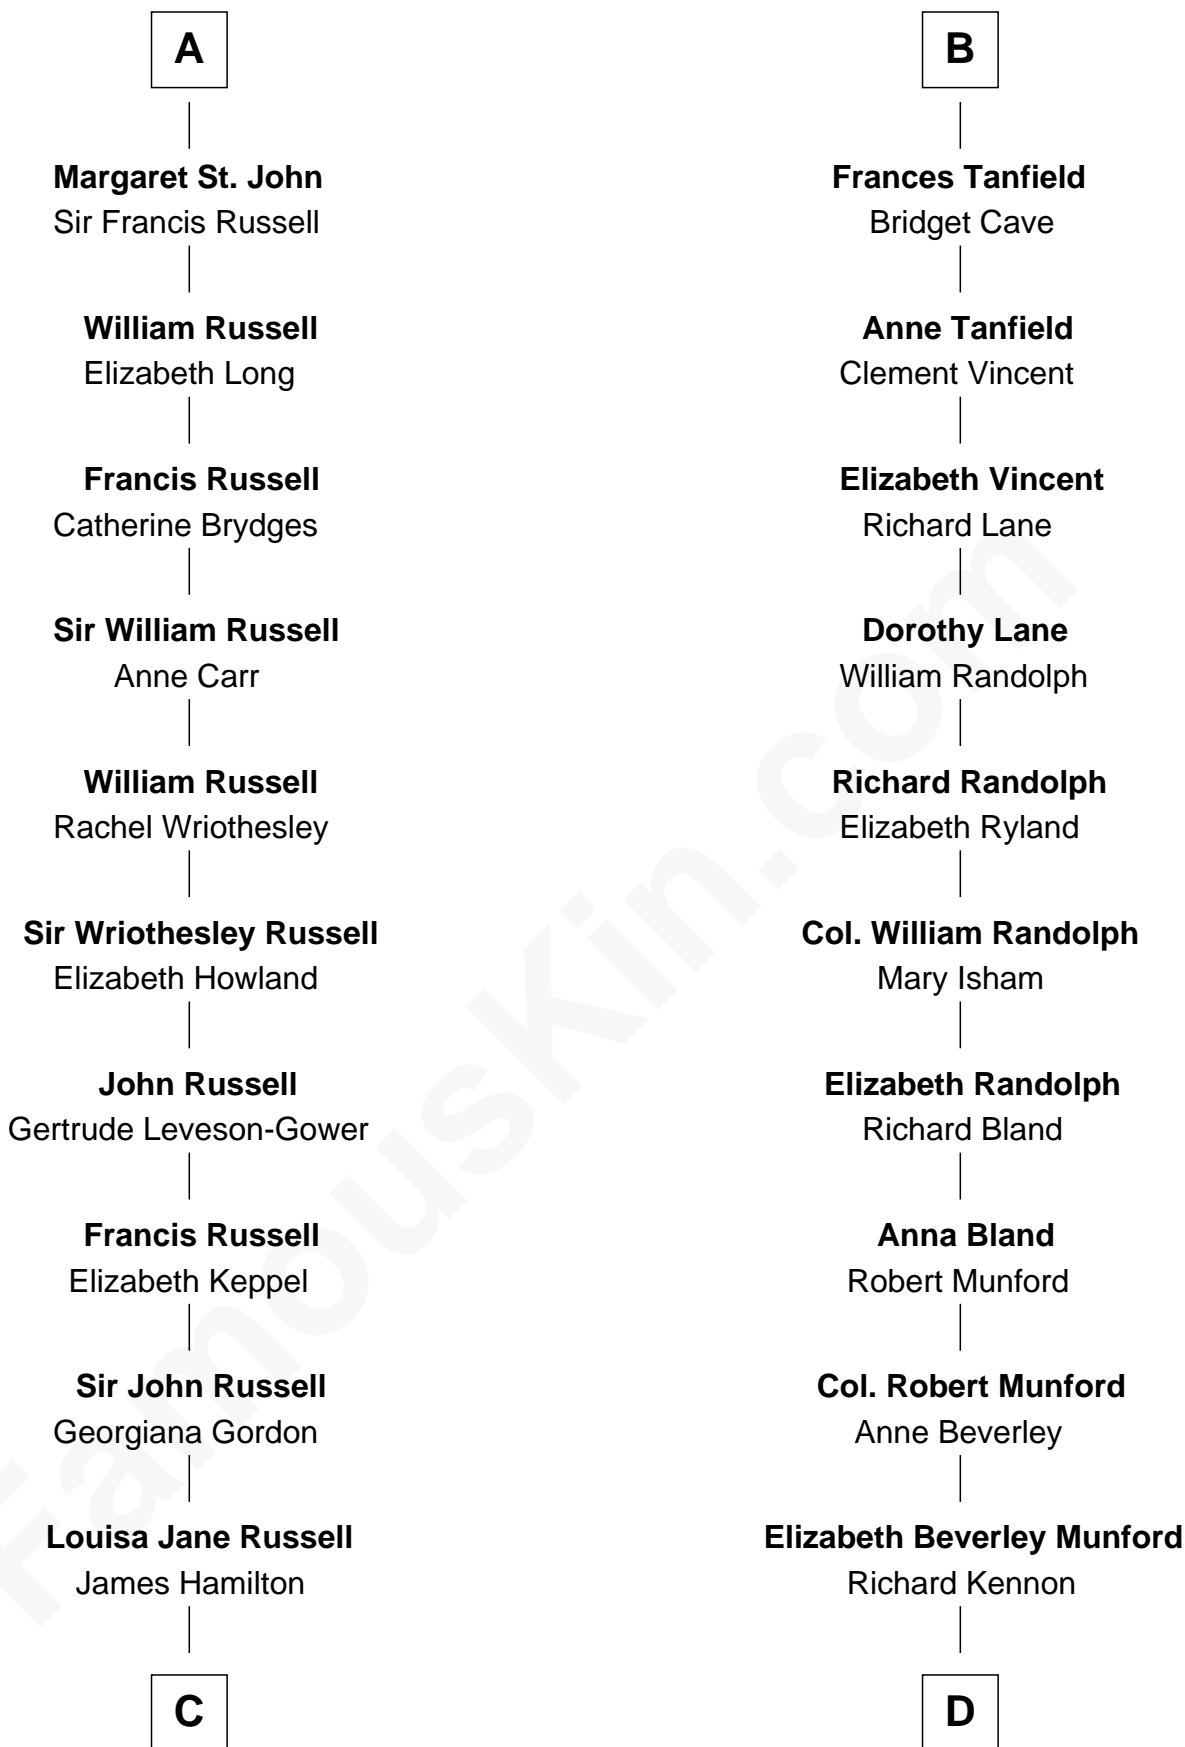 A
Margaret St. John
Sir Francis Russell
William Russell
Elizabeth Long
Francis Russell
Catherine Brydges
Sir William Russell
Anne Carr
William Russell
Rachel Wriothesley
Sir Wriothesley Russell
Elizabeth Howland
John Russell
Gertrude Leveson-Gower
Francis Russell
Elizabeth Keppel
Sir John Russell
Georgiana Gordon
Louisa Jane Russell
James Hamilton
C
B
Frances Tanfield
Bridget Cave
Anne Tanfield
Clement Vincent
Elizabeth Vincent
Richard Lane
Dorothy Lane
William Randolph
Richard Randolph
Elizabeth Ryland
Col. William Randolph
Mary Isham
Elizabeth Randolph
Richard Bland
Anna Bland
Robert Munford
Col. Robert Munford
Anne Beverley
Elizabeth Beverley Munford
Richard Kennon
D
FamousKin.com